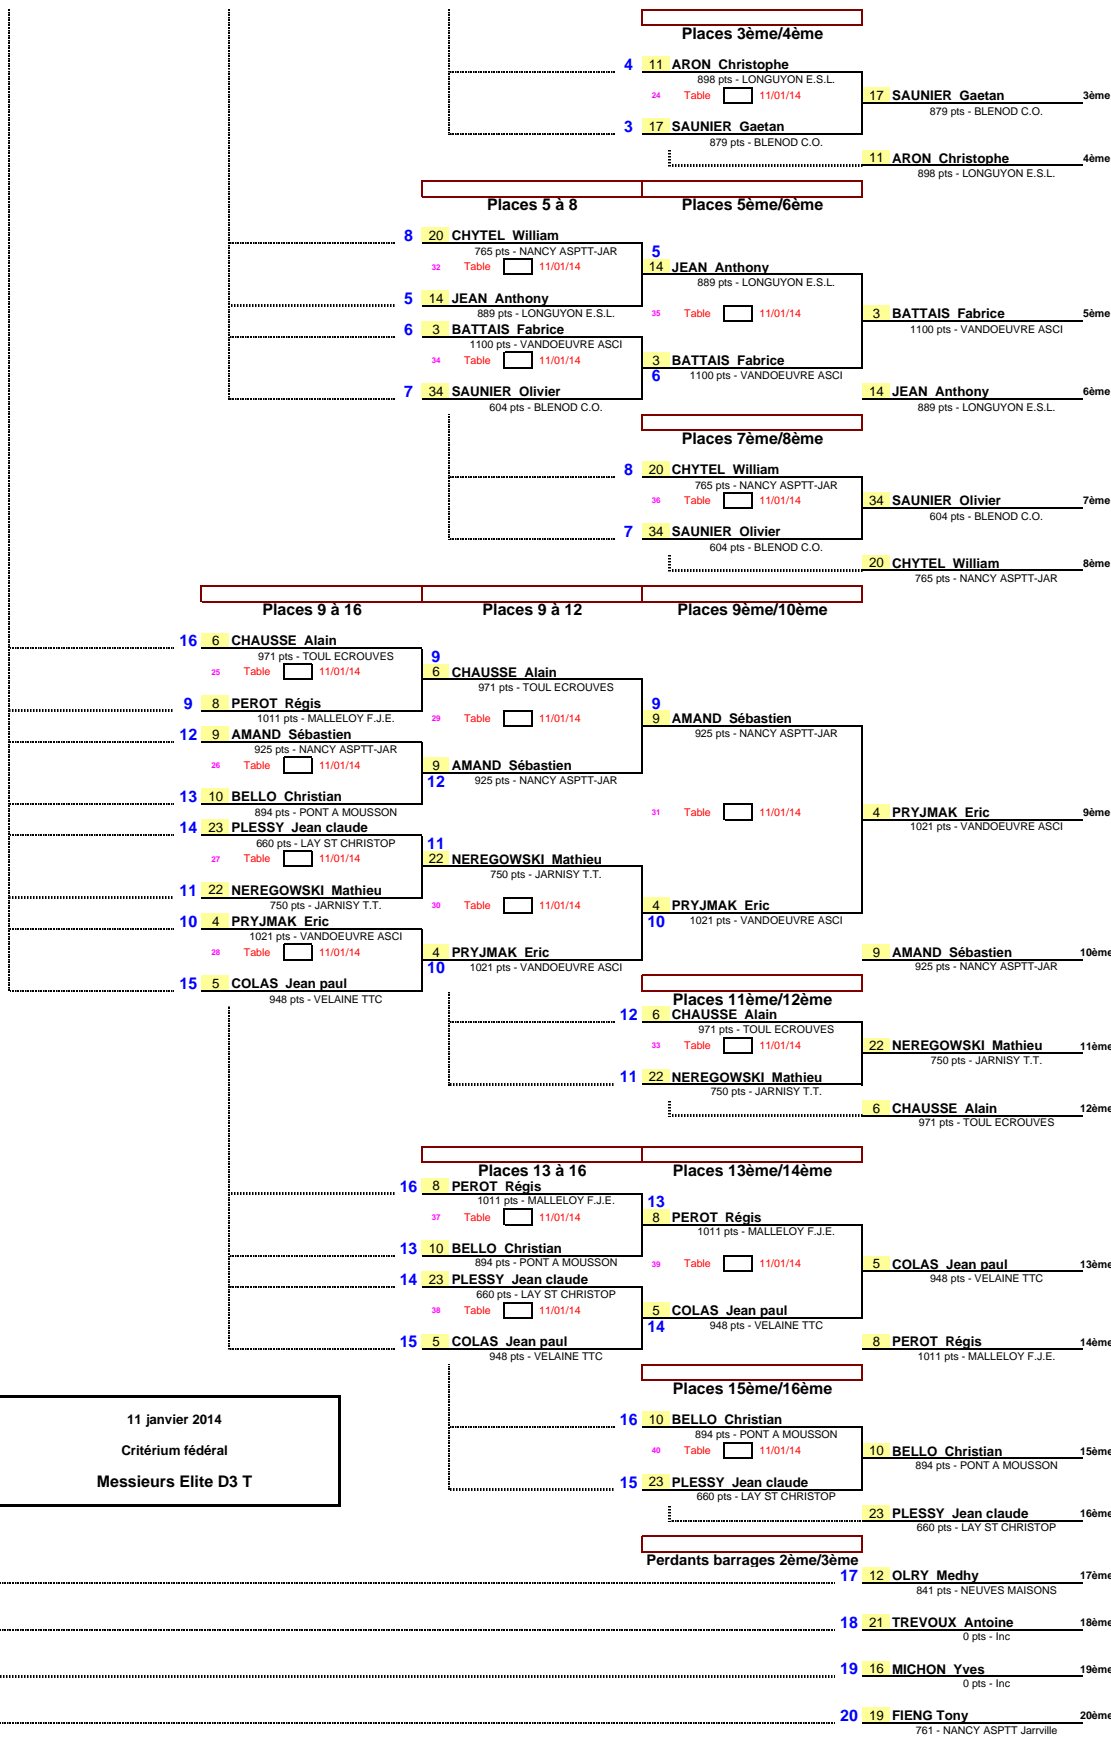 Places 3ème/4ème
4 11 ARON Christophe
898 pts - LONGUYON E.S.L.
24 Table 11/01/14
17 SAUNIER Gaetan 3ème
879 pts - BLENOD C.O.
3 17 SAUNIER Gaetan
879 pts - BLENOD C.O.
11 ARON Christophe 4ème
898 pts - LONGUYON E.S.L.
Places 5 à 8 Places 5ème/6ème
8 20 CHYTEL William
765 pts - NANCY ASPTT-JAR
32 Table 11/01/14
5
14 JEAN Anthony
889 pts - LONGUYON E.S.L.
5 14 JEAN Anthony
889 pts - LONGUYON E.S.L.
35 Table 11/01/14
3 BATTAIS Fabrice 5ème
1100 pts - VANDOEUVRE ASCI
6 3 BATTAIS Fabrice
1100 pts - VANDOEUVRE ASCI
34 Table 11/01/14
3 BATTAIS Fabrice
6 1100 pts - VANDOEUVRE ASCI
7 34 SAUNIER Olivier
604 pts - BLENOD C.O.
14 JEAN Anthony 6ème
889 pts - LONGUYON E.S.L.
Places 7ème/8ème
8 20 CHYTEL William
765 pts - NANCY ASPTT-JAR
36 Table 11/01/14
34 SAUNIER Olivier 7ème
604 pts - BLENOD C.O.
7 34 SAUNIER Olivier
604 pts - BLENOD C.O.
20 CHYTEL William 8ème
765 pts - NANCY ASPTT-JAR
Places 9 à 16 Places 9 à 12 Places 9ème/10ème
16 6 CHAUSSE Alain
971 pts - TOUL ECROUVES
25 Table 11/01/14
9
6 CHAUSSE Alain
971 pts - TOUL ECROUVES
9 8 PEROT Régis
1011 pts - MALLELOY F.J.E.
29 Table 11/01/14
9
9 AMAND Sébastien
925 pts - NANCY ASPTT-JAR
12 9 AMAND Sébastien
925 pts - NANCY ASPTT-JAR
26 Table 11/01/14
9 AMAND Sébastien
12 925 pts - NANCY ASPTT-JAR
13 10 BELLO Christian
894 pts - PONT A MOUSSON
31 Table 11/01/14
4 PRYJMAK Eric 9ème
1021 pts - VANDOEUVRE ASCI
14 23 PLESSY Jean claude
660 pts - LAY ST CHRISTOP
27 Table 11/01/14
11
22 NEREGOWSKI Mathieu
750 pts - JARNISY T.T.
11 22 NEREGOWSKI Mathieu
750 pts - JARNISY T.T.
30 Table 11/01/14
4 PRYJMAK Eric
10 1021 pts - VANDOEUVRE ASCI
10 4 PRYJMAK Eric
1021 pts - VANDOEUVRE ASCI
28 Table 11/01/14
4 PRYJMAK Eric
10 1021 pts - VANDOEUVRE ASCI
9 AMAND Sébastien 10ème
925 pts - NANCY ASPTT-JAR
15 5 COLAS Jean paul
948 pts - VELAINE TTC
Places 11ème/12ème
12 6 CHAUSSE Alain
971 pts - TOUL ECROUVES
33 Table 11/01/14
22 NEREGOWSKI Mathieu 11ème
750 pts - JARNISY T.T.
11 22 NEREGOWSKI Mathieu
750 pts - JARNISY T.T.
6 CHAUSSE Alain 12ème
971 pts - TOUL ECROUVES
Places 13 à 16 Places 13ème/14ème
16 8 PEROT Régis
1011 pts - MALLELOY F.J.E.
37 Table 11/01/14
13
8 PEROT Régis
1011 pts - MALLELOY F.J.E.
13 10 BELLO Christian
894 pts - PONT A MOUSSON
39 Table 11/01/14
5 COLAS Jean paul 13ème
948 pts - VELAINE TTC
14 23 PLESSY Jean claude
660 pts - LAY ST CHRISTOP
38 Table 11/01/14
5 COLAS Jean paul
14 948 pts - VELAINE TTC
15 5 COLAS Jean paul
948 pts - VELAINE TTC
8 PEROT Régis 14ème
1011 pts - MALLELOY F.J.E.
Places 15ème/16ème
16 10 BELLO Christian
894 pts - PONT A MOUSSON
40 Table 11/01/14
10 BELLO Christian 15ème
894 pts - PONT A MOUSSON
15 23 PLESSY Jean claude
660 pts - LAY ST CHRISTOP
23 PLESSY Jean claude 16ème
660 pts - LAY ST CHRISTOP
11 janvier 2014
Critérium fédéral
Messieurs Elite D3 T
Perdants barrages 2ème/3ème
17 12 OLRY Medhy 17ème
841 pts - NEUVES MAISONS
18 21 TREVOUX Antoine 18ème
0 pts - Inc
19 16 MICHON Yves 19ème
0 pts - Inc
20 19 FIENG Tony 20ème
761 - NANCY ASPTT Jarrville